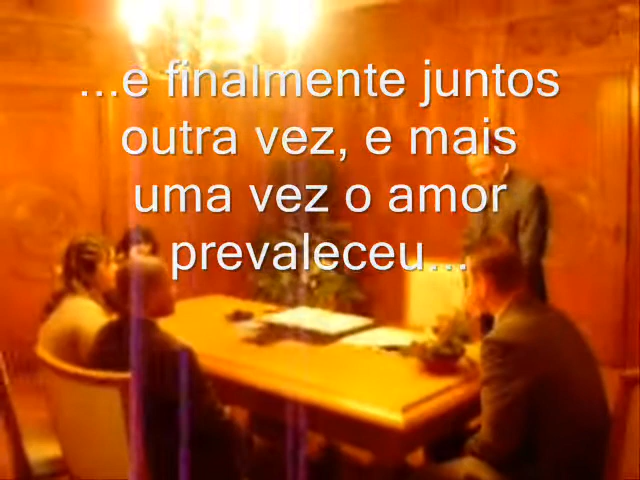 ...e finalmente juntos
outra vez, e mais
uma vez o amor
prevaleceu...